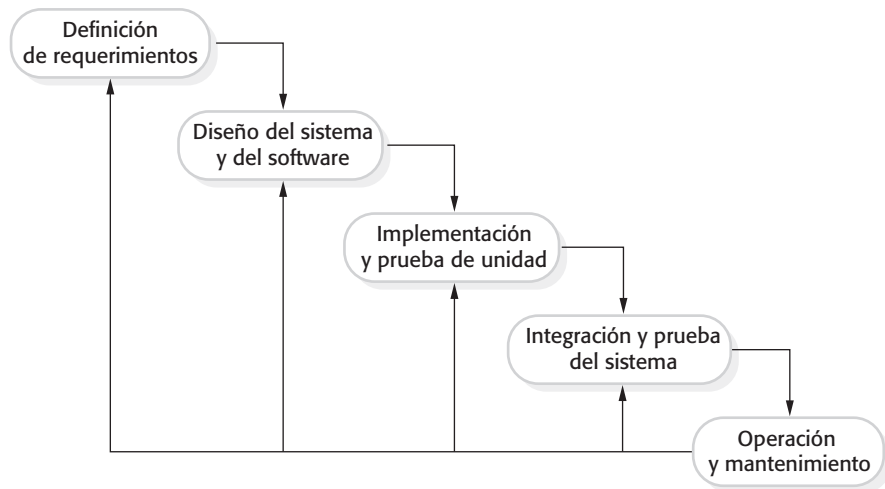 Definición
de requerimientos
Diseño del sistema
y del software
Implementación
y prueba de unidad
Integración y prueba
del sistema
Operación
y mantenimiento